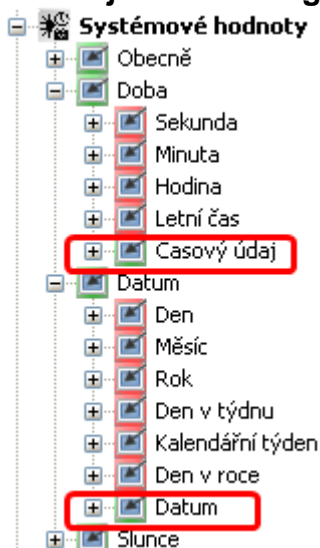 Systémové hodnoty
Obecně
Doba
Sekunda
Minuta
Hodina
Letní čas
Casový údaj
Datum
Den
Měsíc
Rok
Den v týdnu
Kalendářní týden
Den v roce
Datum
Slunce